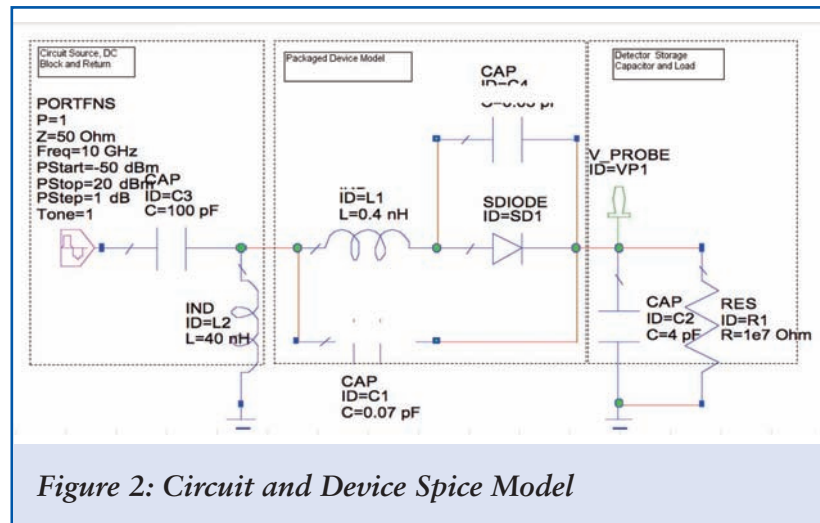 Circuit Source, DC
Block and Return
Packaged Device Model
Detector Storage
Capacitor and Load
PORTFNS
P=1
Z=50 Ohm
Freq=10 GHz
PStart=-50 dBm
PStop=20 dBm
PStep=1 dB
Tone=1
CAP
ID=C3
C=100 pF
IND
ID=L2
L=40 nH
ID=L1
L=0.4 nH
CAP
ID=C4
SDIODE
ID=SD1
CAP
ID=C1
C=0.07 pF
V_PROBE
ID=VP1
CAP
ID=C2
C=4 pF
RES
ID=R1
R=1e7 Ohm
Figure 2: Circuit and Device Spice Model